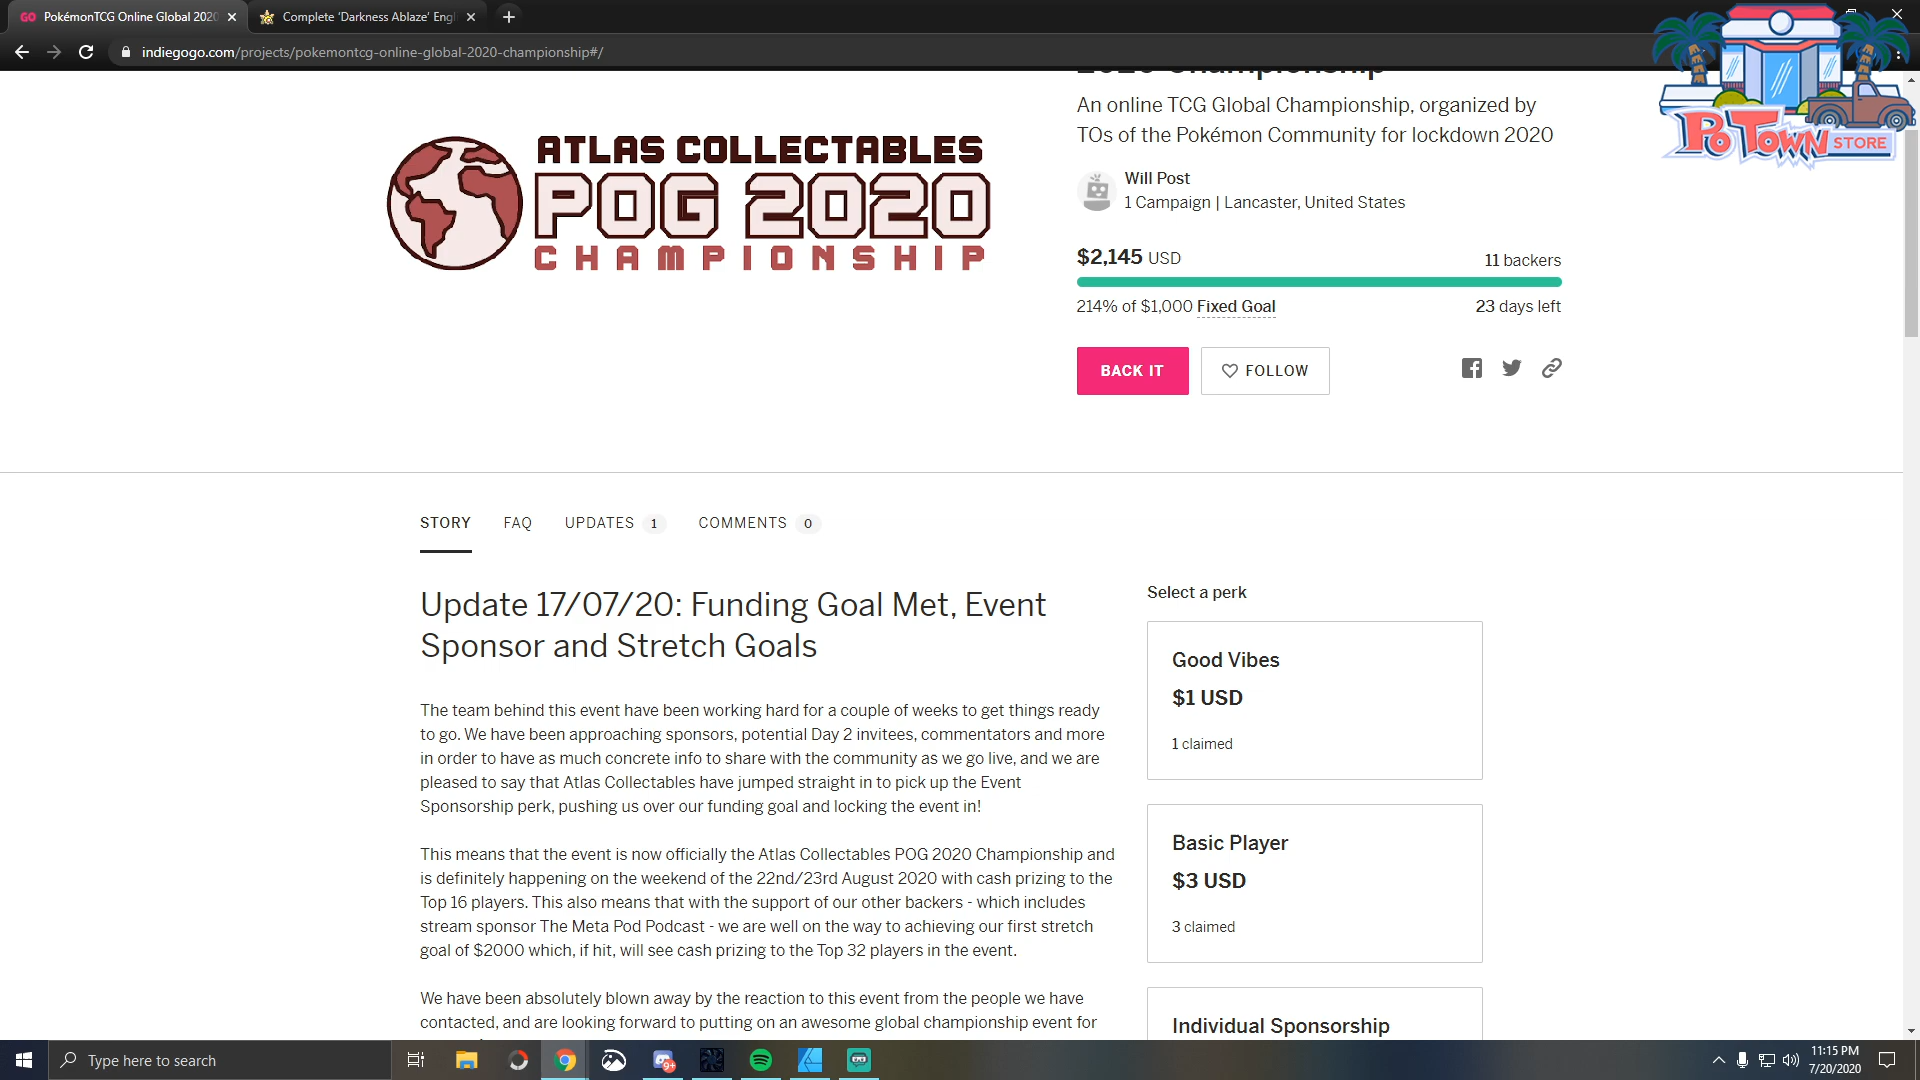 GO PokémonTCG Online Global 2020
Complete 'Darkness Ablaze' Engl
indiegogo.com/projects/pokemontcg-online-global-2020-championship#/
POTOWN STORE
2020 Championship
An online TCG Global Championship, organized by
TOs of the Pokémon Community for lockdown 2020
ATLAS COLLECTABLES
POG 2020
CHAMPIONSHIP
Will Post
1 Campaign | Lancaster, United States
$2,145 USD
11 backers
214% of $1,000 Fixed Goal
23 days left
BACK IT
FOLLOW
STORY FAQ UPDATES 1 COMMENTS 0
Update 17/07/20: Funding Goal Met, Event
Sponsor and Stretch Goals
The team behind this event have been working hard for a couple of weeks to get things ready
to go. We have been approaching sponsors, potential Day 2 invitees, commentators and more
in order to have as much concrete info to share with the community as we go live, and we are
pleased to say that Atlas Collectables have jumped straight in to pick up the Event
Sponsorship perk, pushing us over our funding goal and locking the event in!
This means that the event is now officially the Atlas Collectables POG 2020 Championship and
is definitely happening on the weekend of the 22nd/23rd August 2020 with cash prizing to the
Top 16 players. This also means that with the support of our other backers - which includes
stream sponsor The Meta Pod Podcast - we are well on the way to achieving our first stretch
goal of $2000 which, if hit, will see cash prizing to the Top 32 players in the event.
We have been absolutely blown away by the reaction to this event from the people we have
contacted, and are looking forward to putting on an awesome global championship event for
Select a perk
Good Vibes
$1 USD
1 claimed
Basic Player
$3 USD
3 claimed
Individual Sponsorship
Type here to search
9+
11:15 PM
7/20/2020